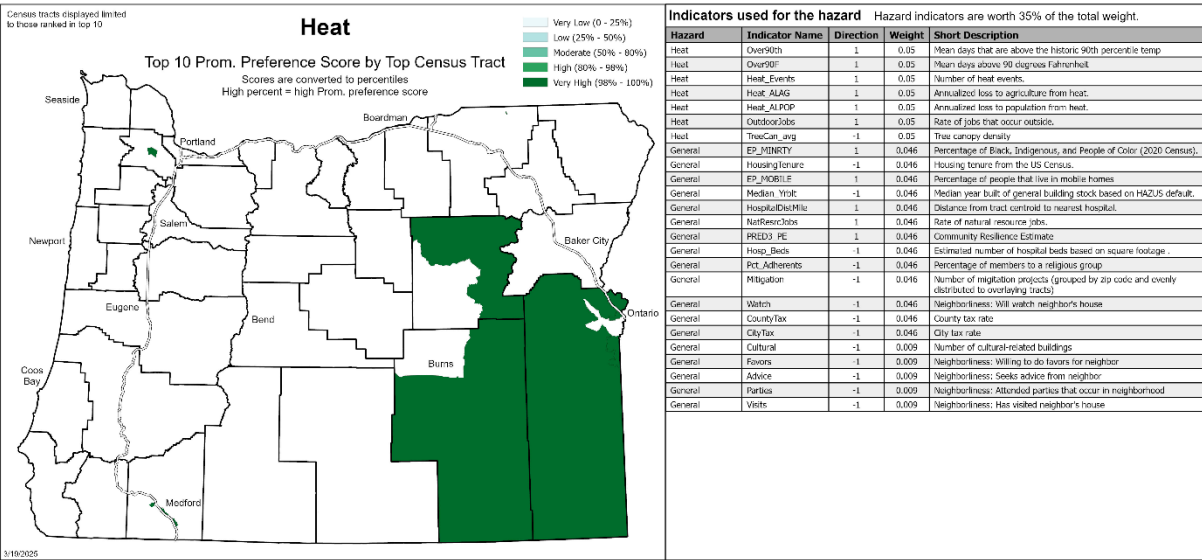 Census tracts displayed limited
to those ranked in top 10
Heat
Top 10 Prom. Preference Score by Top Census Tract
Scores are converted to percentiles
High percent = high Prom. preference score
Very Low (0 - 25%)
Low (25% - 50%)
Moderate (50% - 80%)
High (80% - 98%)
Very High (98% - 100%)
Seaside
Portland
Boardman
Salem
Newport
Baker City
Eugene
Bend
Ontario
Burns
Coos
Bay
Medford
3/19/2025
Indicators used for the hazard Hazard indicators are worth 35% of the total weight.
Hazard Indicator Name Direction Weight Short Description
Heat Over90th 1 0.05 Mean days that are above the historic 90th percentile temp
Heat Over90F 1 0.05 Mean days above 90 degrees Fahrenheit
Heat Heat_Events 1 0.05 Number of heat events.
Heat Heat_ALAG 1 0.05 Annualized loss to agriculture from heat.
Heat Heat_ALPOP 1 0.05 Annualized loss to population from heat.
Heat OutdoorJobs 1 0.05 Rate of jobs that occur outside.
Heat TreeCan_avg -1 0.05 Tree canopy density
General EP_MINRTY 1 0.046 Percentage of Black, Indigenous, and People of Color (2020 Census).
General HousingTenure -1 0.046 Housing tenure from the US Census.
General EP_MOBILE 1 0.046 Percentage of people that live in mobile homes
General Median_Yrblt -1 0.046 Median year built of general building stock based on HAZUS default.
General HospitalDistMile 1 0.046 Distance from tract centroid to nearest hospital.
General NatResrcJobs 1 0.046 Rate of natural resource jobs.
General PRED3_PE 1 0.046 Community Resilience Estimate
General Hosp_Beds -1 0.046 Estimated number of hospital beds based on square footage .
General Pct_Adherents -1 0.046 Percentage of members to a religious group
General Mitigation -1 0.046 Number of migitation projects (grouped by zip code and evenly
distributed to overlaying tracts)
General Watch -1 0.046 Neighborliness: Will watch neighbor's house
General CountyTax -1 0.046 County tax rate
General CityTax -1 0.046 City tax rate
General Cultural -1 0.009 Number of cultural-related buildings
General Favors -1 0.009 Neighborliness: Willing to do favors for neighbor
General Advice -1 0.009 Neighborliness: Seeks advice from neighbor
General Parties -1 0.009 Neighborliness: Attended parties that occur in neighborhood
General Visits -1 0.009 Neighborliness: Has visited neighbor's house